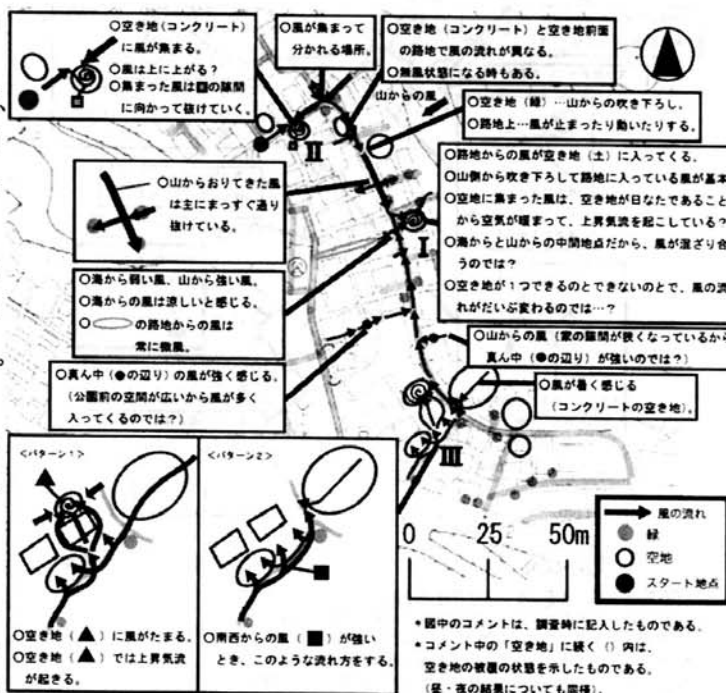 ○空き地(コンクリート)
に風が集まる。
○風は上に上がる?
○集まった風は■の隙間
に向かって抜けていく。
○風が集まって
分かれる場所。
○空き地(コンクリート)と空き地前面
の路地で風の流れが異なる。
○無風状態になる時もある。
山からの風
○空き地(緑)…山からの吹き下ろし。
○路地上…風が止まったり動いたりする。
II
○山からおりてきた風
は主にまっすぐ通り
抜けている。
○路地からの風が空き地(土)に入ってくる。
○山側から吹き下ろして路地に入っている風が基本
○空地に集まった風は、空き地が日なたであること
から空気が暖まって、上昇気流を起こしている?
○海からと山からの中間地点だから、風が混ざり合
うのでは?
○空き地が1つできるのとできないのとで、風の流
れがだいぶ変わるのでは…?
I
○海から弱い風、山から強い風。
○海からの風は涼しいと感じる。
○の路地からの風は
常に微風。
○真ん中(●の辺り)の風が強く感じる。
(公園前の空間が広いから風が多く
入ってくるのでは?)
○山からの風(家の隙間が狭くなっているから
真ん中(●の辺り)が強いのでは?)
○風が暑く感じる
(コンクリートの空き地)。
III
<パターン1>
○空き地(▲)に風がたまる。
○空き地(▲)では上昇気流
が起きる。
<パターン2>
○南西からの風(■)が強い
とき、このような流れ方をする。
0 25 50m
風の流れ
緑
空地
スタート地点
*図中のコメントは、調査時に記入したものである。
*コメント中の「空き地」に続く()内は、
空き地の被覆の状態を示したものである。
(昼・夜の結果についても同様)